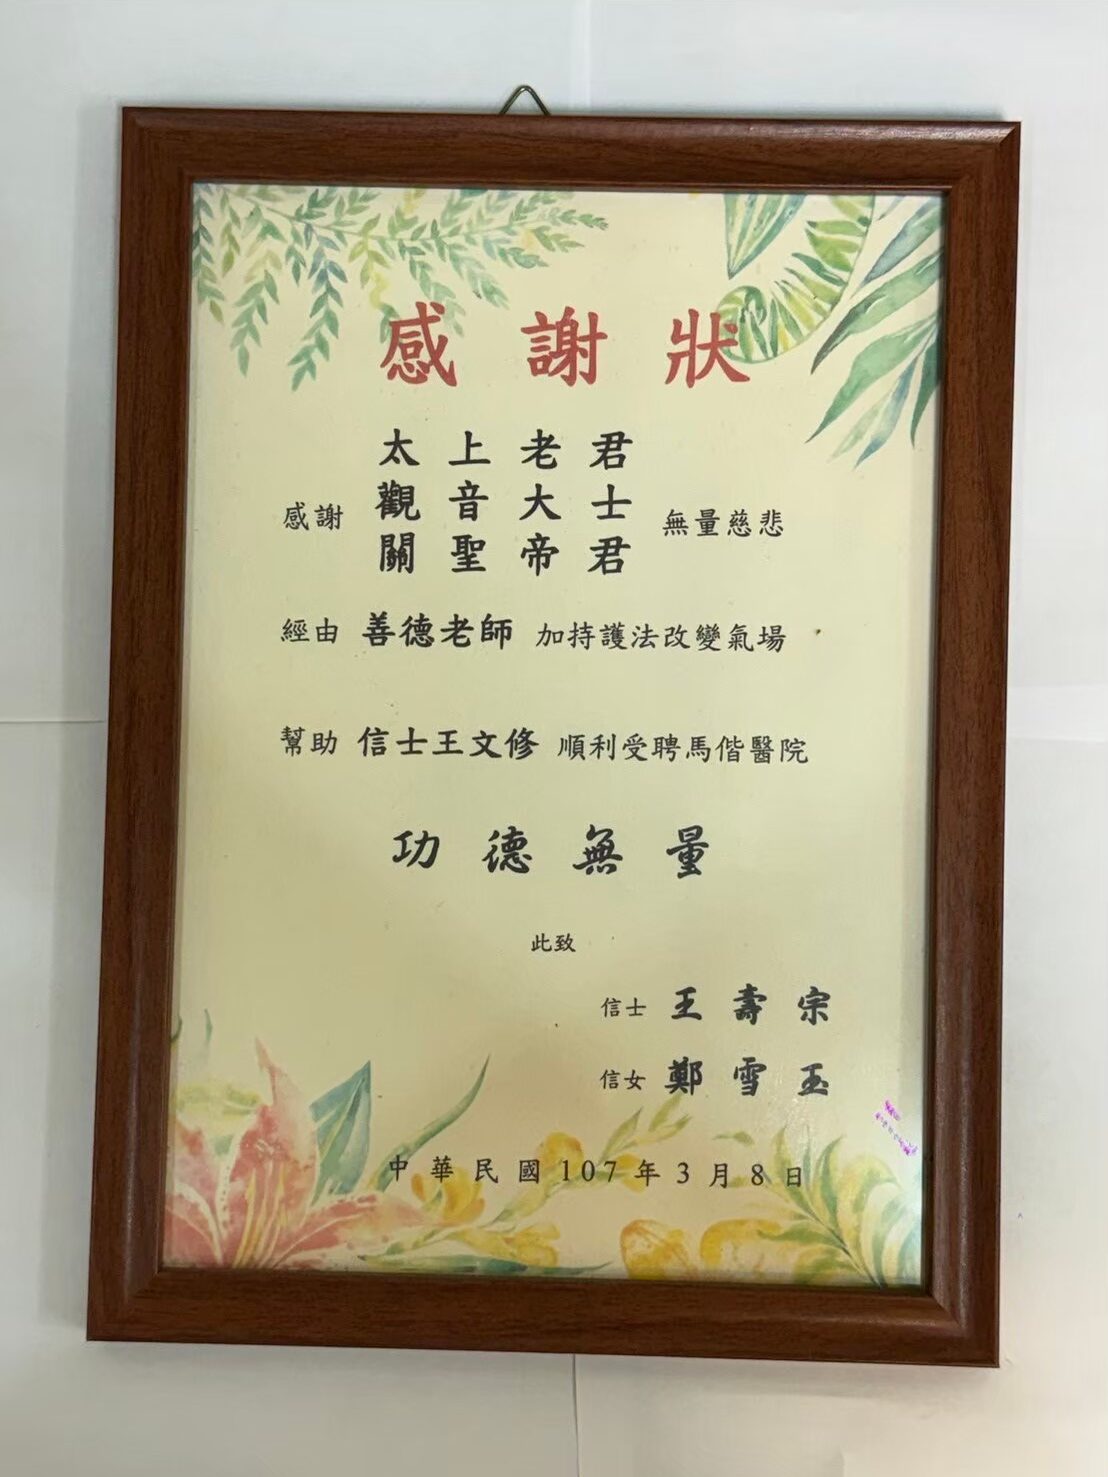 感謝狀
太上老君
觀音大士
關聖帝君
感謝 無量慈悲
經由 善德老師 加持護法改變氣場
幫助 信士王文修 順利受聘馬偕醫院
功德無量
此致
信士 王壽宗
信女 鄭雪玉
中華民國107年3月8日